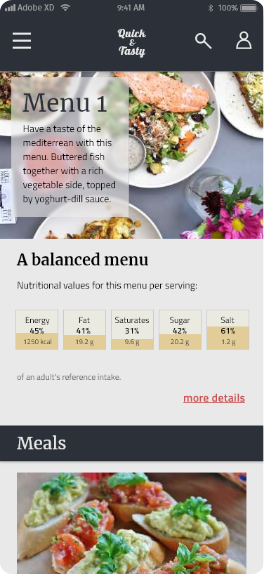 Adobe XD 9:41 AM 100%
Quick
&
Tasty
Menu 1
Have a taste of the
mediterrean with this
menu. Buttered fish
together with a rich
vegetable side, topped
by yoghurt-dill sauce.
A balanced menu
Nutritional values for this menu per serving:
Energy Fat Saturates Sugar Salt
45% 41% 31% 42% 61%
1250 kcal 19.2 g 9.6 g 20.2 g 1.2 g
of an adult's reference intake.
more details
Meals